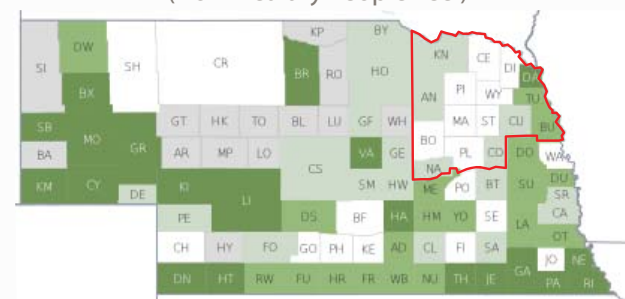 KP BY
DW KN CE
SI SH CR BR RO HO DI DA
BX AN PI WY TU
SB GT HK TO BL LU GF WH MA ST CU BU
MO BO
BA GR AR MP LO VA GE PL CD DO WA
CS NA
KM CY DE KI LI SM HW ME PO BT SU DU
SR
PE DS BF HA HM YO SE CA
LA
CH HY FO GO PH KE AD CL FI SA OT
JO NE
DN HT RW FU HR FR WB NU TH JE GA PA RI